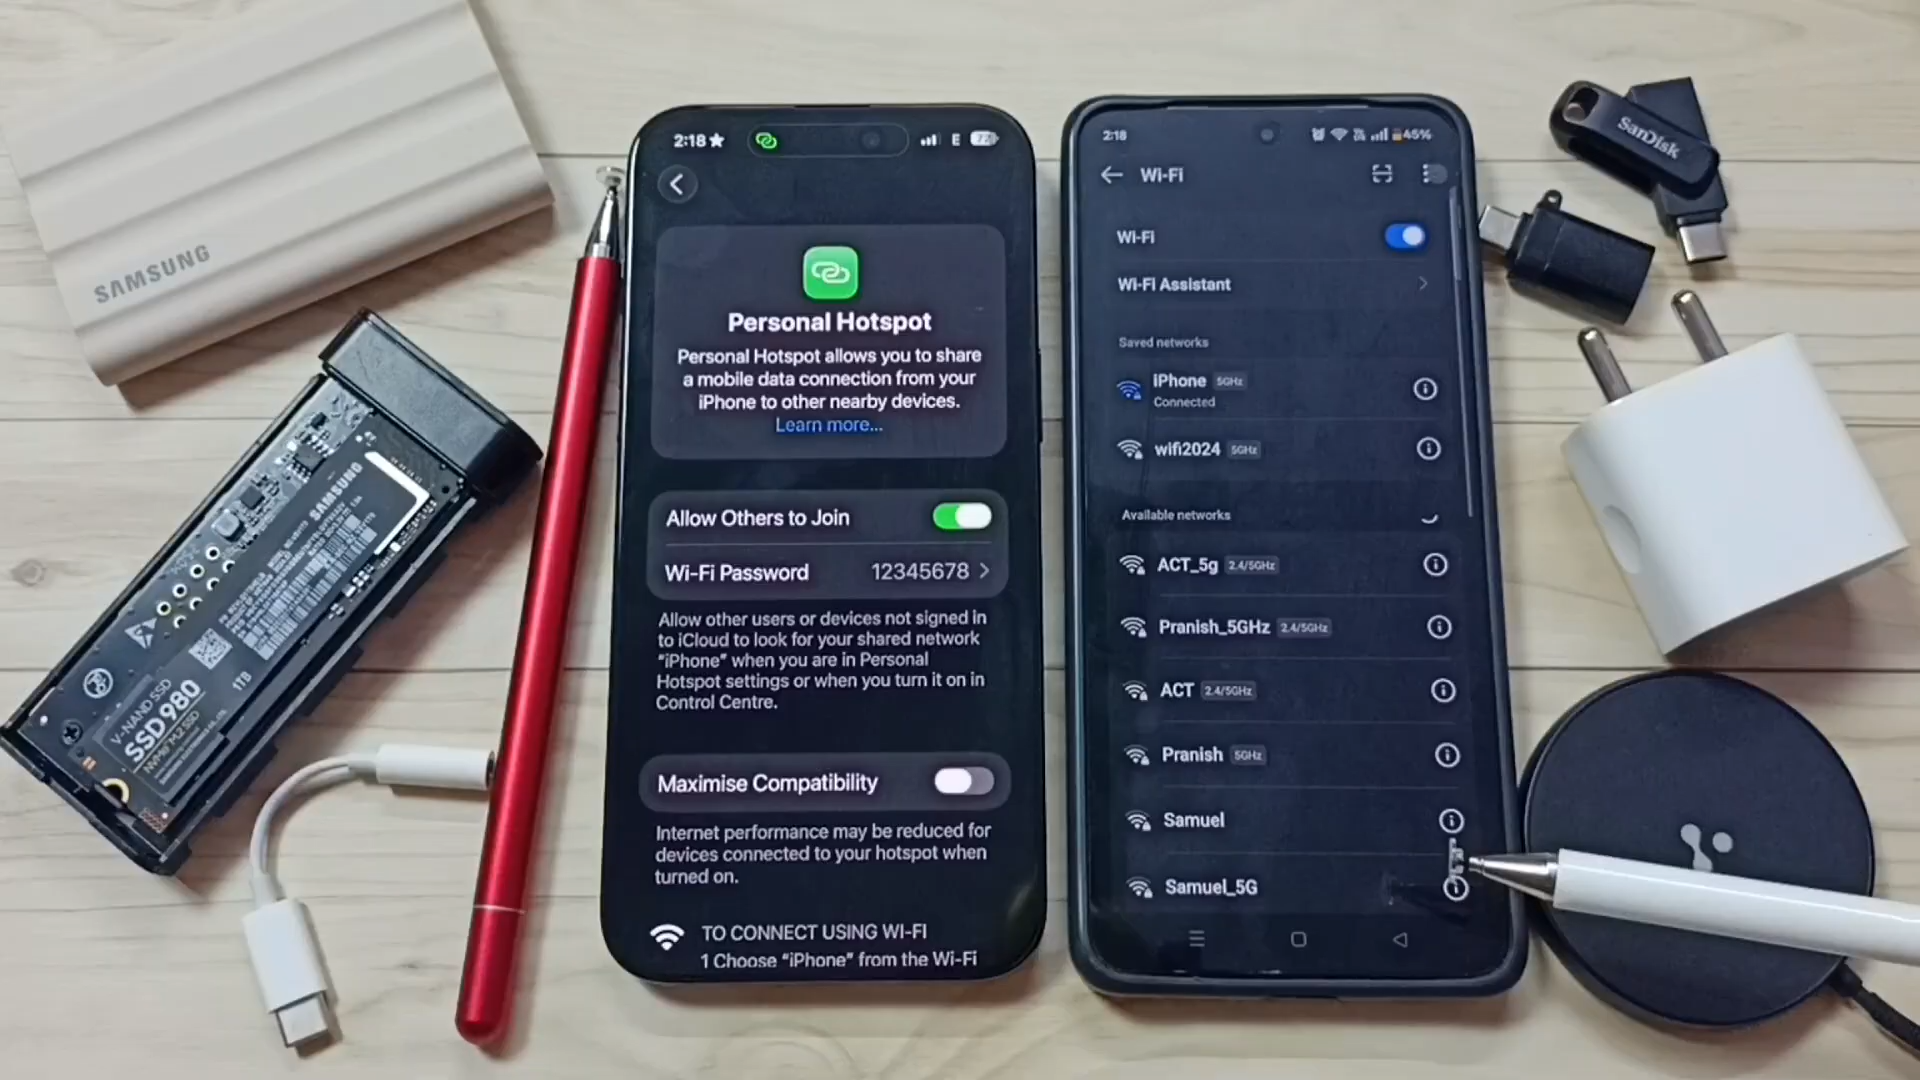 SAMSUNG
SAMSUNG
V-NAND SSD
SSD 980
NVMe M.2 SSD
1TB
2:18
E
77
Personal Hotspot
Personal Hotspot allows you to share
a mobile data connection from your
iPhone to other nearby devices.
Learn more...
Allow Others to Join
Wi-Fi Password 12345678
Allow other users or devices not signed in
to iCloud to look for your shared network
“iPhone” when you are in Personal
Hotspot settings or when you turn it on in
Control Centre.
Maximise Compatibility
Internet performance may be reduced for
devices connected to your hotspot when
turned on.
TO CONNECT USING WI-FI
1 Choose “iPhone” from the Wi-Fi
2:18
45%
Wi-Fi
Wi-Fi
Wi-Fi Assistant
Saved networks
iPhone 5GHz
Connected
wifi2024 5GHz
Available networks
ACT_5g 2.4/5GHz
Pranish_5GHz 2.4/5GHz
ACT 2.4/5GHz
Pranish 5GHz
Samuel
Samuel_5G
SanDisk